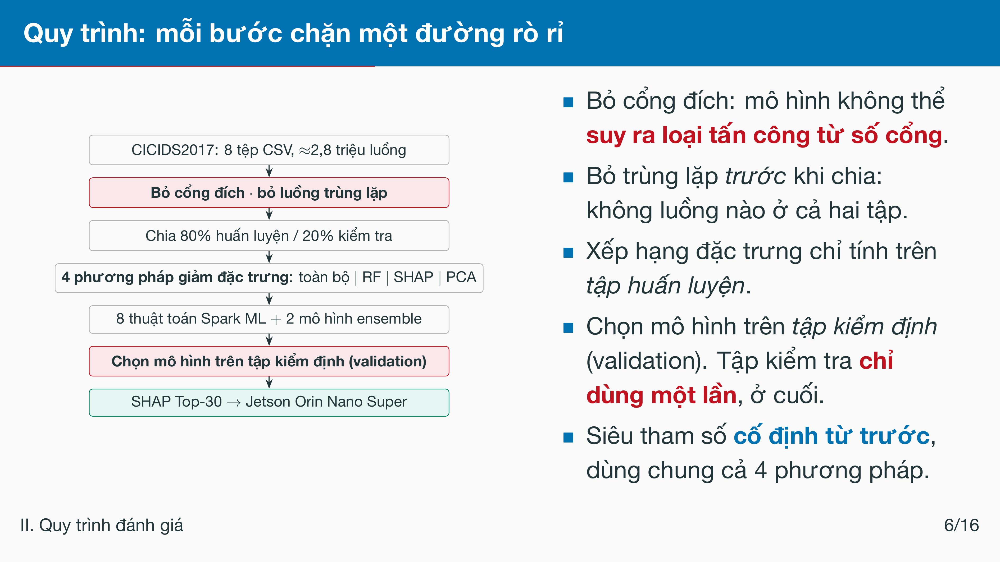 Quy trình: mỗi bước chặn một đường rò rỉ
CICIDS2017: 8 tệp CSV, ≈2,8 triệu luồng
Bỏ cổng đích · bỏ luồng trùng lặp
Chia 80% huấn luyện / 20% kiểm tra
4 phương pháp giảm đặc trưng: toàn bộ | RF | SHAP | PCA
8 thuật toán Spark ML + 2 mô hình ensemble
Chọn mô hình trên tập kiểm định (validation)
SHAP Top-30 → Jetson Orin Nano Super
Bỏ cổng đích: mô hình không thể
suy ra loại tấn công từ số cổng.
Bỏ trùng lặp trước khi chia:
không luồng nào ở cả hai tập.
Xếp hạng đặc trưng chỉ tính trên
tập huấn luyện.
Chọn mô hình trên tập kiểm định
(validation). Tập kiểm tra chỉ
dùng một lần, ở cuối.
Siêu tham số cố định từ trước,
dùng chung cả 4 phương pháp.
II. Quy trình đánh giá
6/16